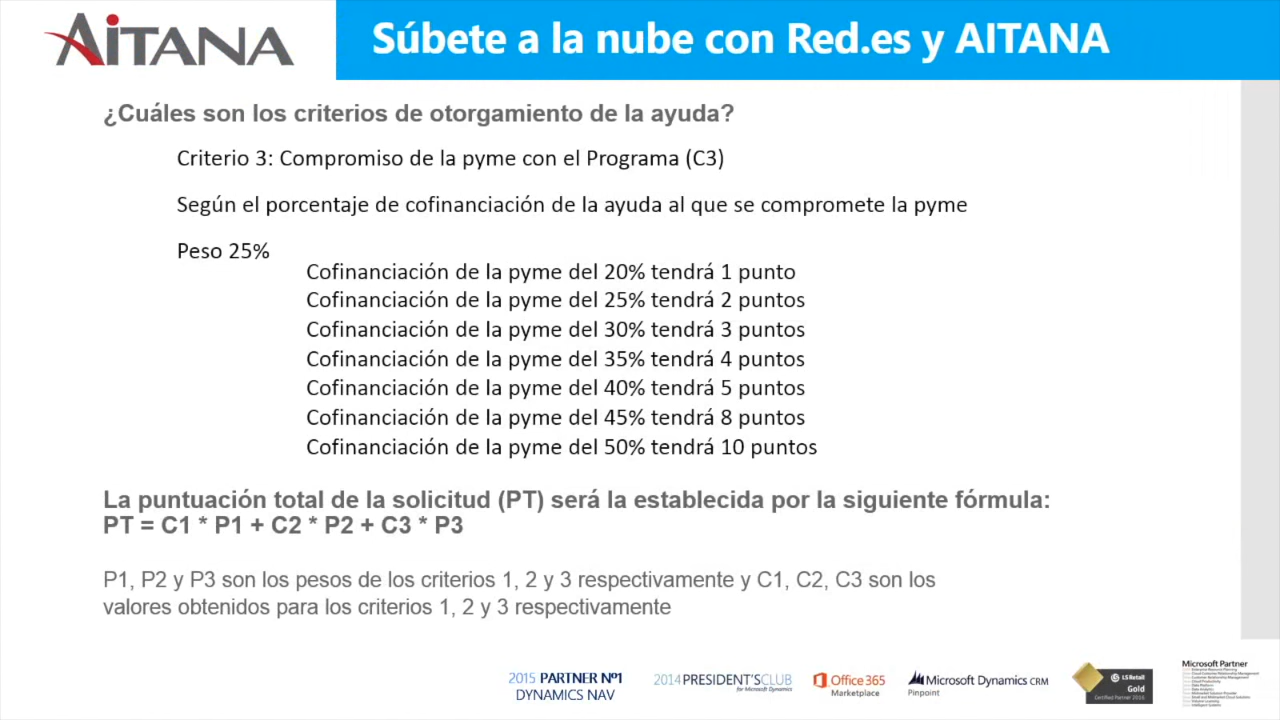 AITANA
Súbete a la nube con Red.es y AITANA
¿Cuáles son los criterios de otorgamiento de la ayuda?
Criterio 3: Compromiso de la pyme con el Programa (C3)
Según el porcentaje de cofinanciación de la ayuda al que se compromete la pyme
Peso 25%
Cofinanciación de la pyme del 20% tendrá 1 punto
Cofinanciación de la pyme del 25% tendrá 2 puntos
Cofinanciación de la pyme del 30% tendrá 3 puntos
Cofinanciación de la pyme del 35% tendrá 4 puntos
Cofinanciación de la pyme del 40% tendrá 5 puntos
Cofinanciación de la pyme del 45% tendrá 8 puntos
Cofinanciación de la pyme del 50% tendrá 10 puntos
La puntuación total de la solicitud (PT) será la establecida por la siguiente fórmula:
PT = C1 * P1 + C2 * P2 + C3 * P3
P1, P2 y P3 son los pesos de los criterios 1, 2 y 3 respectivamente y C1, C2, C3 son los
valores obtenidos para los criterios 1, 2 y 3 respectivamente
2015 PARTNER Nº1
DYNAMICS NAV
2014 PRESIDENT'S CLUB
for Microsoft Dynamics
Office 365
Marketplace
Microsoft Dynamics CRM
Pinpoint
LS Retail
Gold
Certified Partner 2016
Microsoft Partner